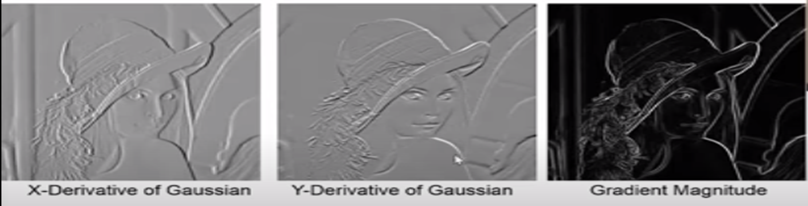 X-Derivative of Gaussian
Y-Derivative of Gaussian
Gradient Magnitude